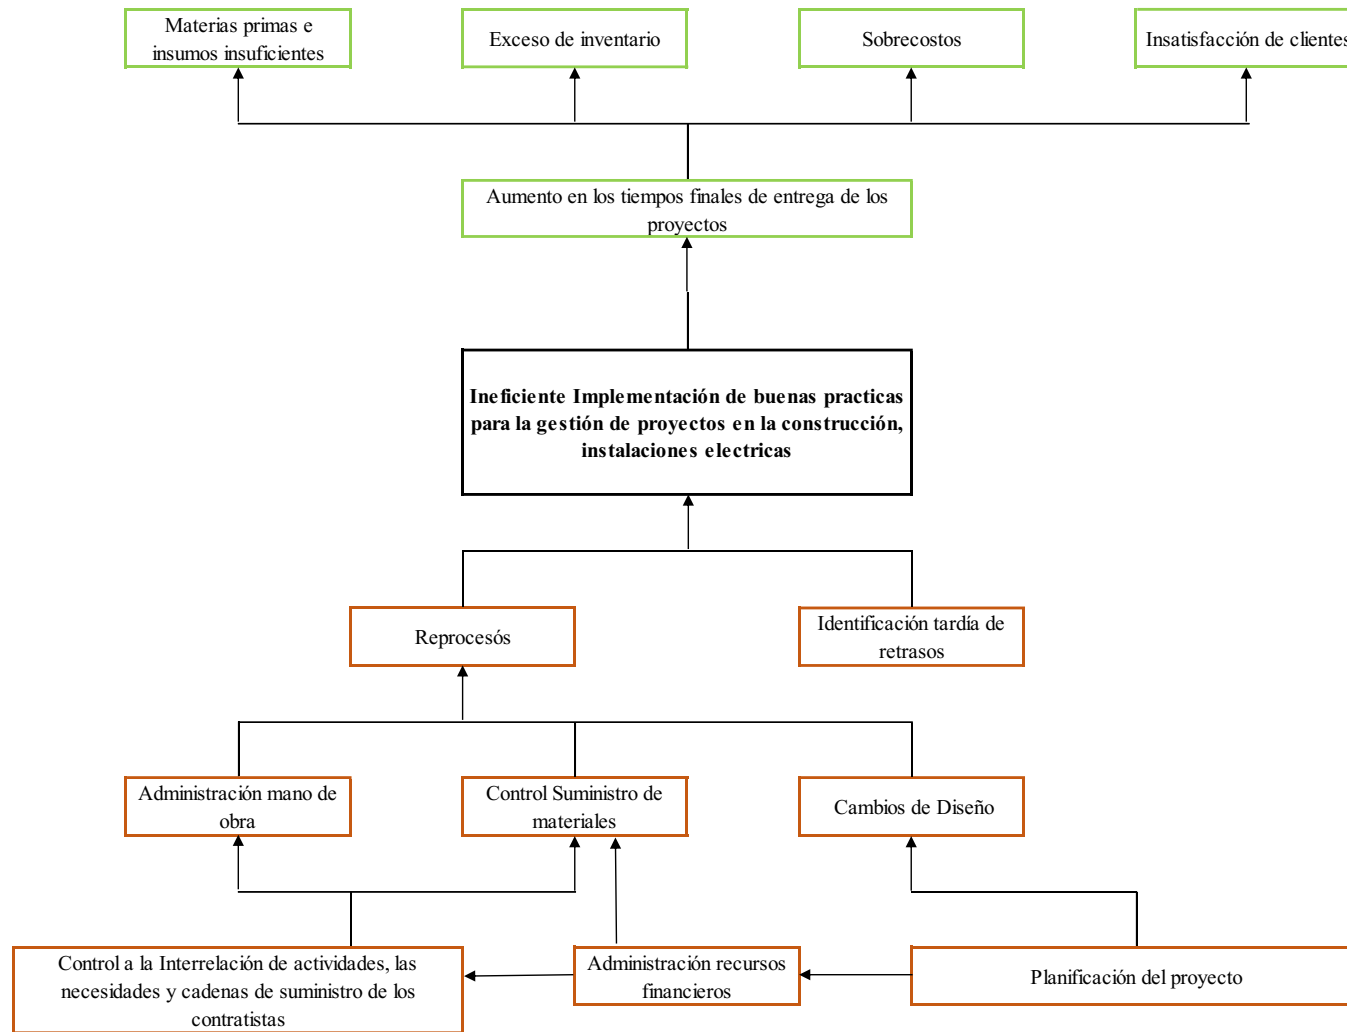 Materias primas e
insumos insuficientes
Exceso de inventario
Sobrecostos
Insatisfacción de clientes
Aumento en los tiempos finales de entrega de los
proyectos
Ineficiente Implementación de buenas practicas
para la gestión de proyectos en la construcción,
instalaciones electricas
Reprocesós
Identificación tardía de
retrasos
Administración mano de
obra
Control Suministro de
materiales
Cambios de Diseño
Control a la Interrelación de actividades, las
necesidades y cadenas de suministro de los
contratistas
Administración recursos
financieros
Planificación del proyecto